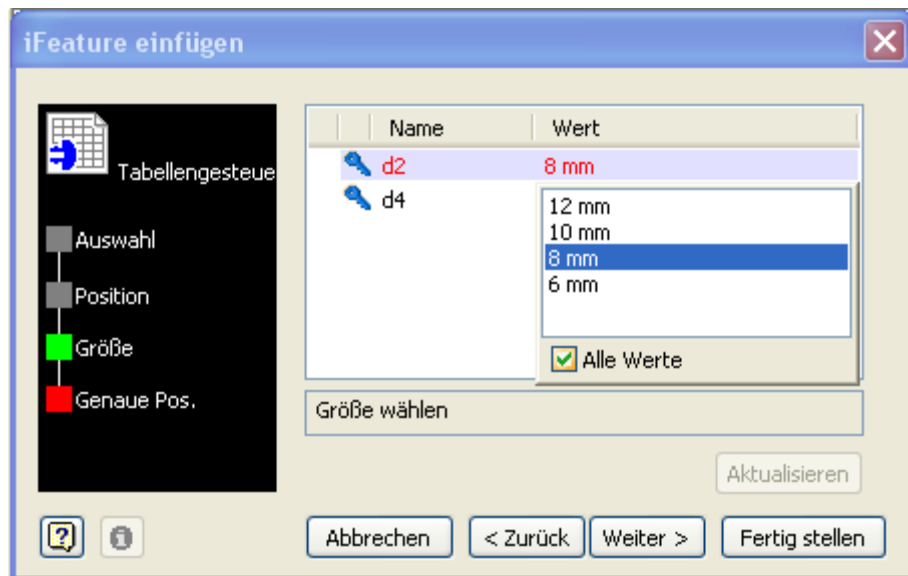 iFeature einfügen
Tabellengesteue
Auswahl
Position
Größe
Genaue Pos.
Name Wert
d2 8 mm
d4
12 mm
10 mm
8 mm
6 mm
Alle Werte
Größe wählen
Aktualisieren
Abbrechen < Zurück Weiter > Fertig stellen